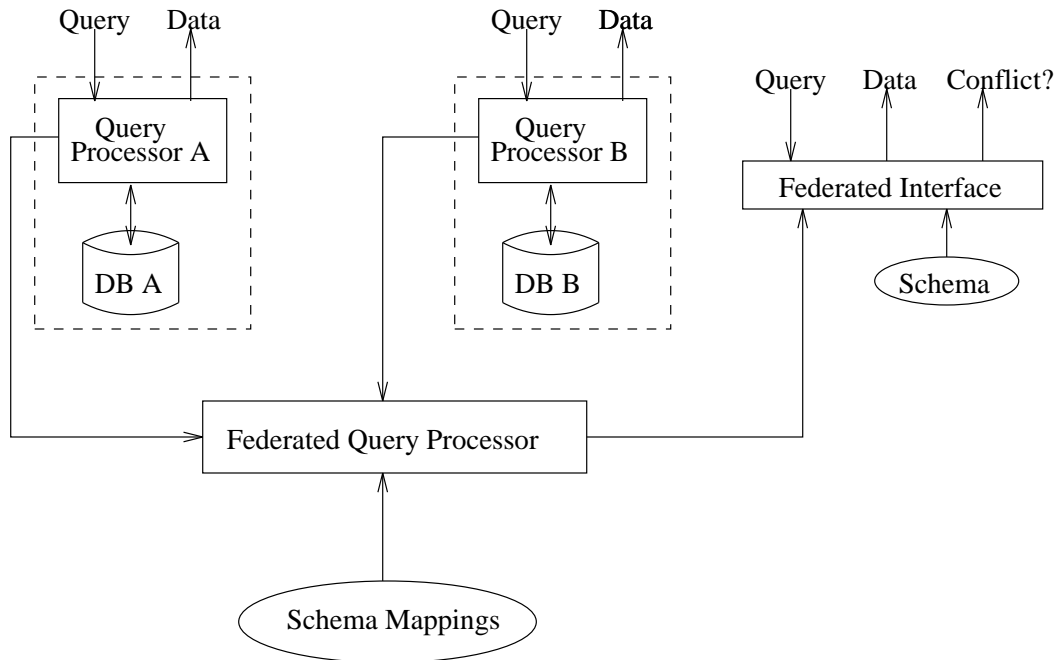 Query
Data
Query
Data
Query
Data
Conflict?
Query
Processor A
Query
Processor B
Federated Interface
DB A
DB B
Schema
Federated Query Processor
Schema Mappings